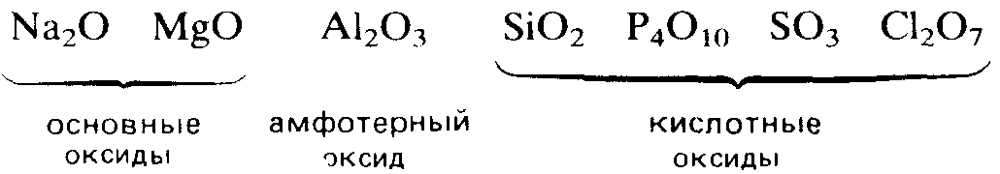 Na₂O MgO Al₂O₃ SiO₂ P₄O₁₀ SO₃ Cl₂O₇
основные амфотерный кислотные
оксиды оксид оксиды